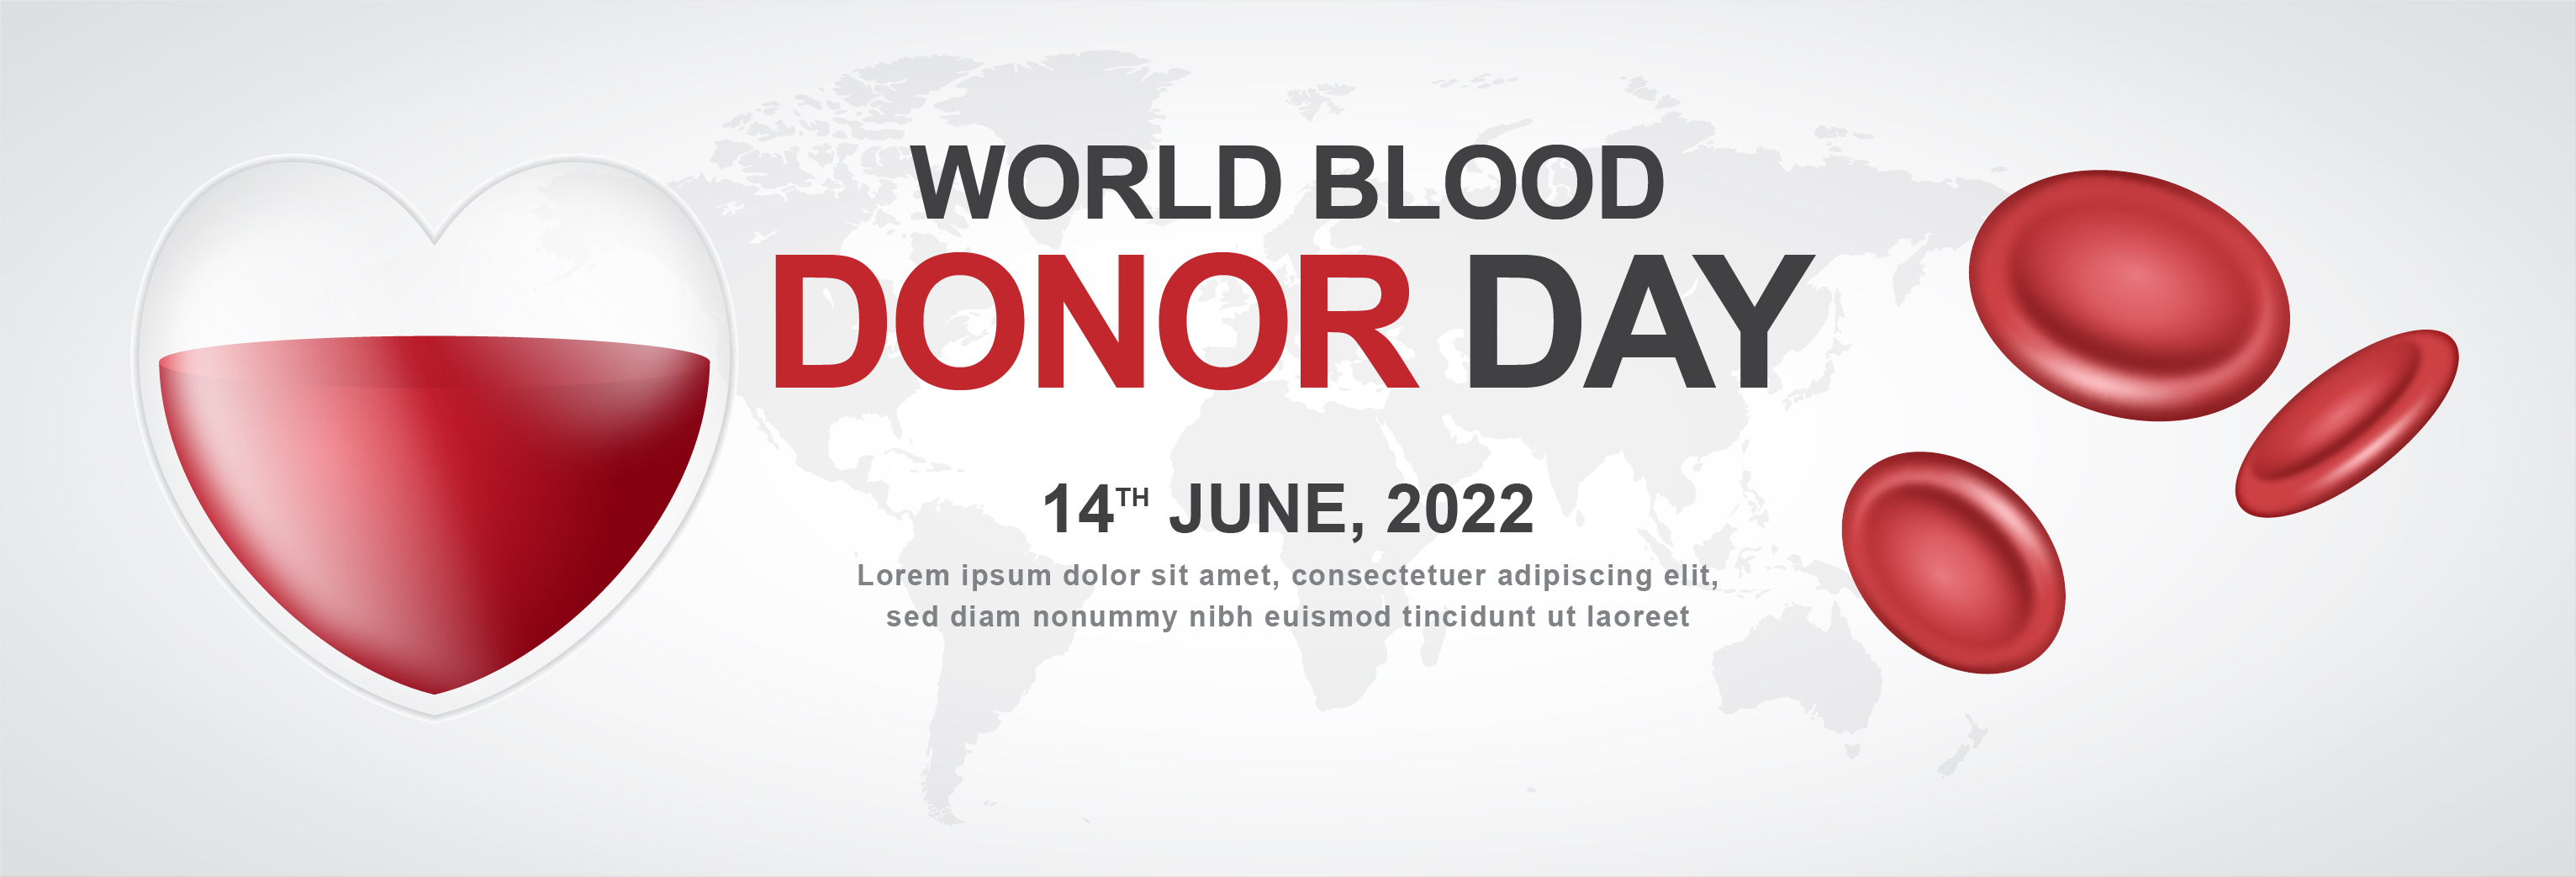 WORLD BLOOD
DONOR DAY
14TH JUNE, 2022
Lorem ipsum dolor sit amet, consectetuer adipiscing elit,
sed diam nonummy nibh euismod tincidunt ut laoreet